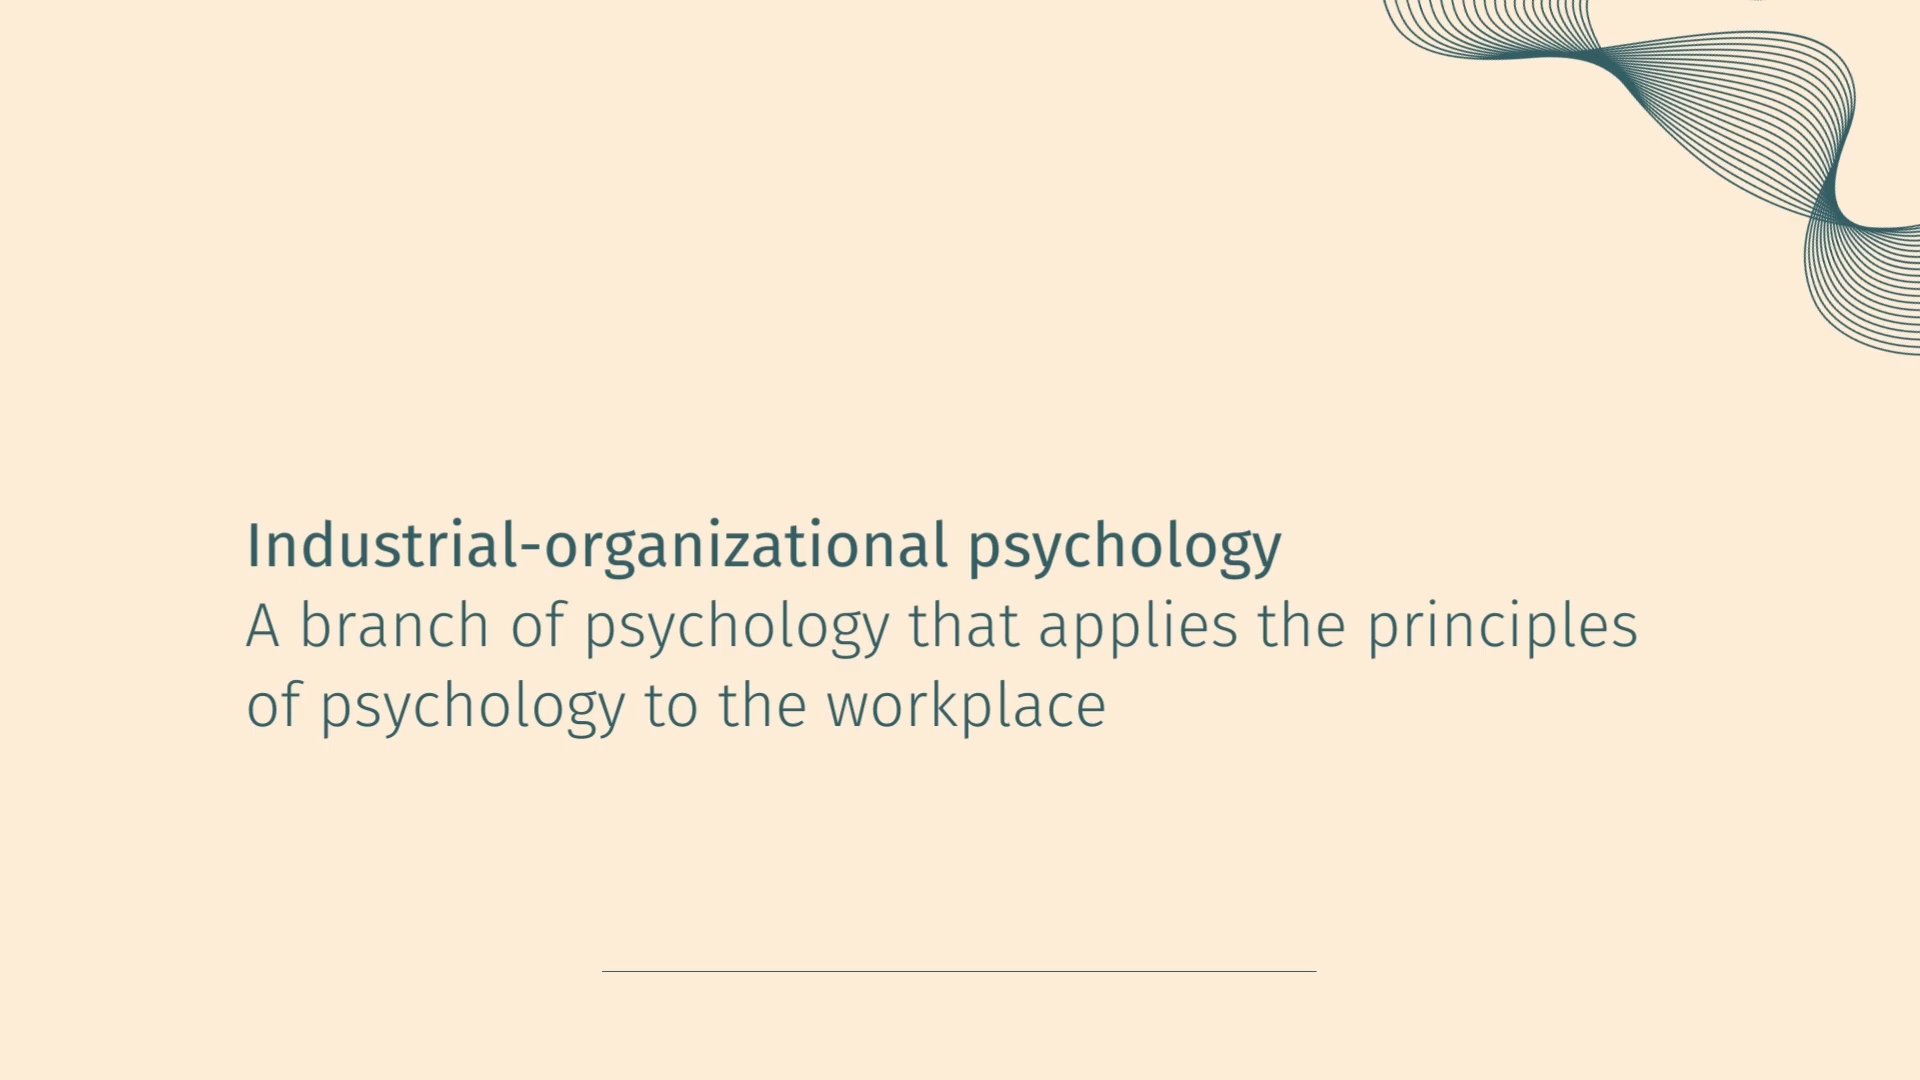 Industrial-organizational psychology
A branch of psychology that applies the principles
of psychology to the workplace